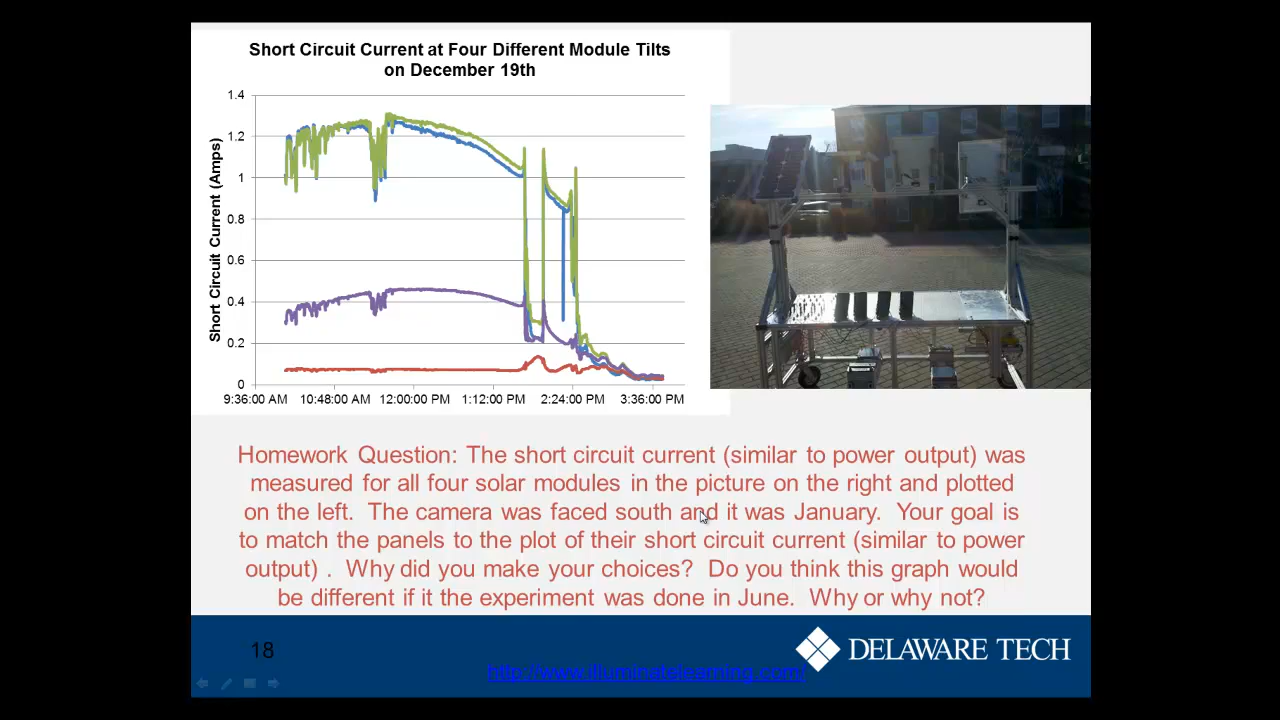 Short Circuit Current at Four Different Module Tilts
on December 19th
Short Circuit Current (Amps)
1.4
1.2
1
0.8
0.6
0.4
0.2
0
9:36:00 AM 10:48:00 AM 12:00:00 PM 1:12:00 PM 2:24:00 PM 3:36:00 PM
Homework Question: The short circuit current (similar to power output) was
measured for all four solar modules in the picture on the right and plotted
on the left. The camera was faced south and it was January. Your goal is
to match the panels to the plot of their short circuit current (similar to power
output) . Why did you make your choices? Do you think this graph would
be different if it the experiment was done in June. Why or why not?
18
http://www.illuminatelearning.com/
DELAWARE TECH